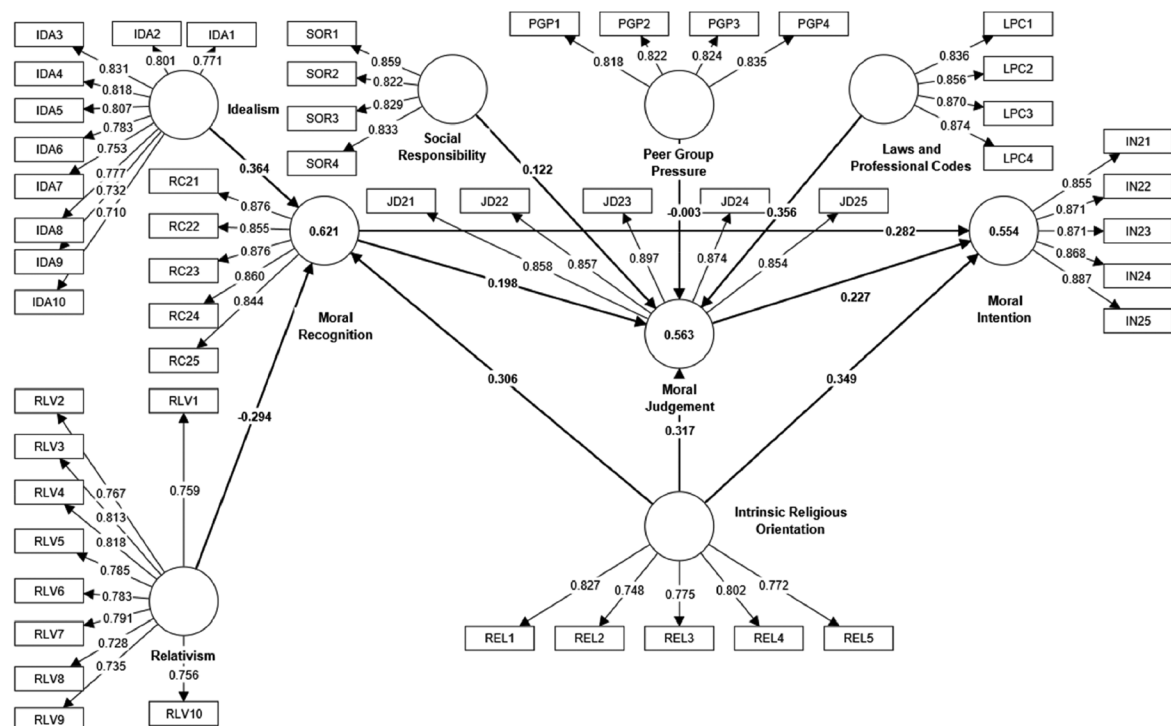 IDA3
IDA2
IDA1
0.831
0.801
0.771
IDA4
0.818
IDA5
0.807
IDA6
0.783
IDA7
0.753
IDA8
0.777
IDA9
0.732
IDA10
0.710
Idealism
0.364
SOR1
0.859
SOR2
0.822
SOR3
0.829
SOR4
0.833
Social
Responsibility
0.122
PGP1
PGP2
PGP3
PGP4
0.818
0.822
0.824
0.835
Peer Group
Pressure
-0.003
LPC1
0.836
LPC2
0.856
LPC3
0.870
LPC4
0.874
Laws and
Professional Codes
0.356
RC21
0.876
RC22
0.855
RC23
0.876
RC24
0.860
RC25
0.844
0.621
Moral
Recognition
0.282
0.198
JD21
JD22
JD23
JD24
JD25
0.858
0.857
0.897
0.874
0.854
0.563
Moral
Judgement
0.227
0.317
IN21
0.855
IN22
0.871
IN23
0.871
IN24
0.868
IN25
0.887
0.554
Moral
Intention
0.349
0.306
-0.294
RLV2
RLV1
0.767
0.759
RLV3
0.813
RLV4
0.818
RLV5
0.785
RLV6
0.783
RLV7
0.791
RLV8
0.728
RLV9
0.735
RLV10
0.756
Relativism
Intrinsic Religious
Orientation
0.827
0.748
0.775
0.802
0.772
REL1
REL2
REL3
REL4
REL5